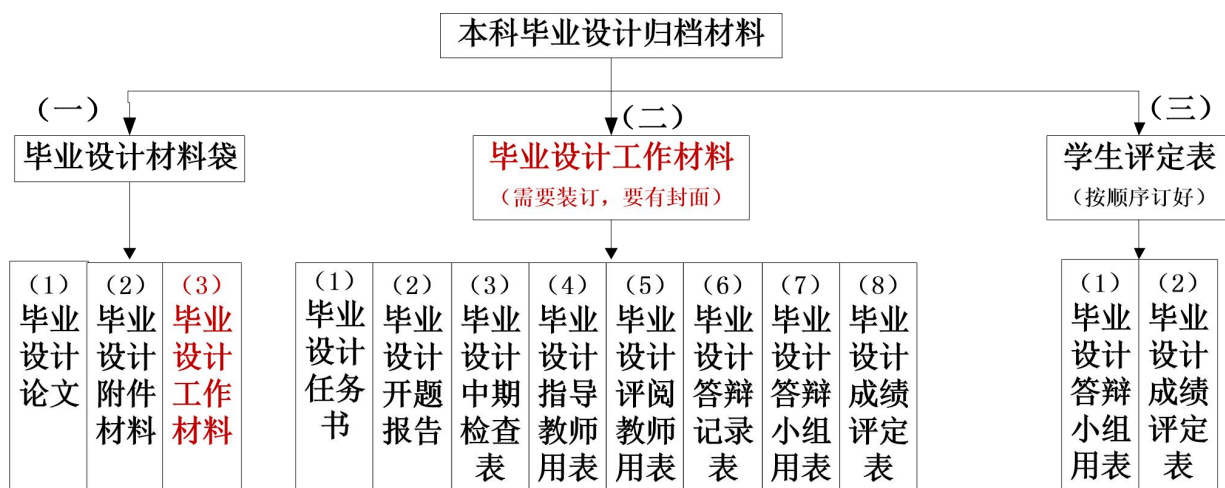 本科毕业设计归档材料
（一）
毕业设计材料袋
（二）
毕业设计工作材料
（需要装订，要有封面）
（三）
学生评定表
（按顺序订好）
（1）
毕业
设计
论文
（2）
毕业
设计
附件
材料
（3）
毕业
设计
工作
材料
（1）
毕业
设计
任务
书
（2）
毕业
设计
开题
报告
（3）
毕业
设计
中期
检查
表
（4）
毕业
设计
指导
教师
用表
（5）
毕业
设计
评阅
教师
用表
（6）
毕业
设计
答辩
记录
表
（7）
毕业
设计
答辩
小组
用表
（8）
毕业
设计
成绩
评定
表
（1）
毕业
设计
答辩
小组
用表
（2）
毕业
设计
成绩
评定
表